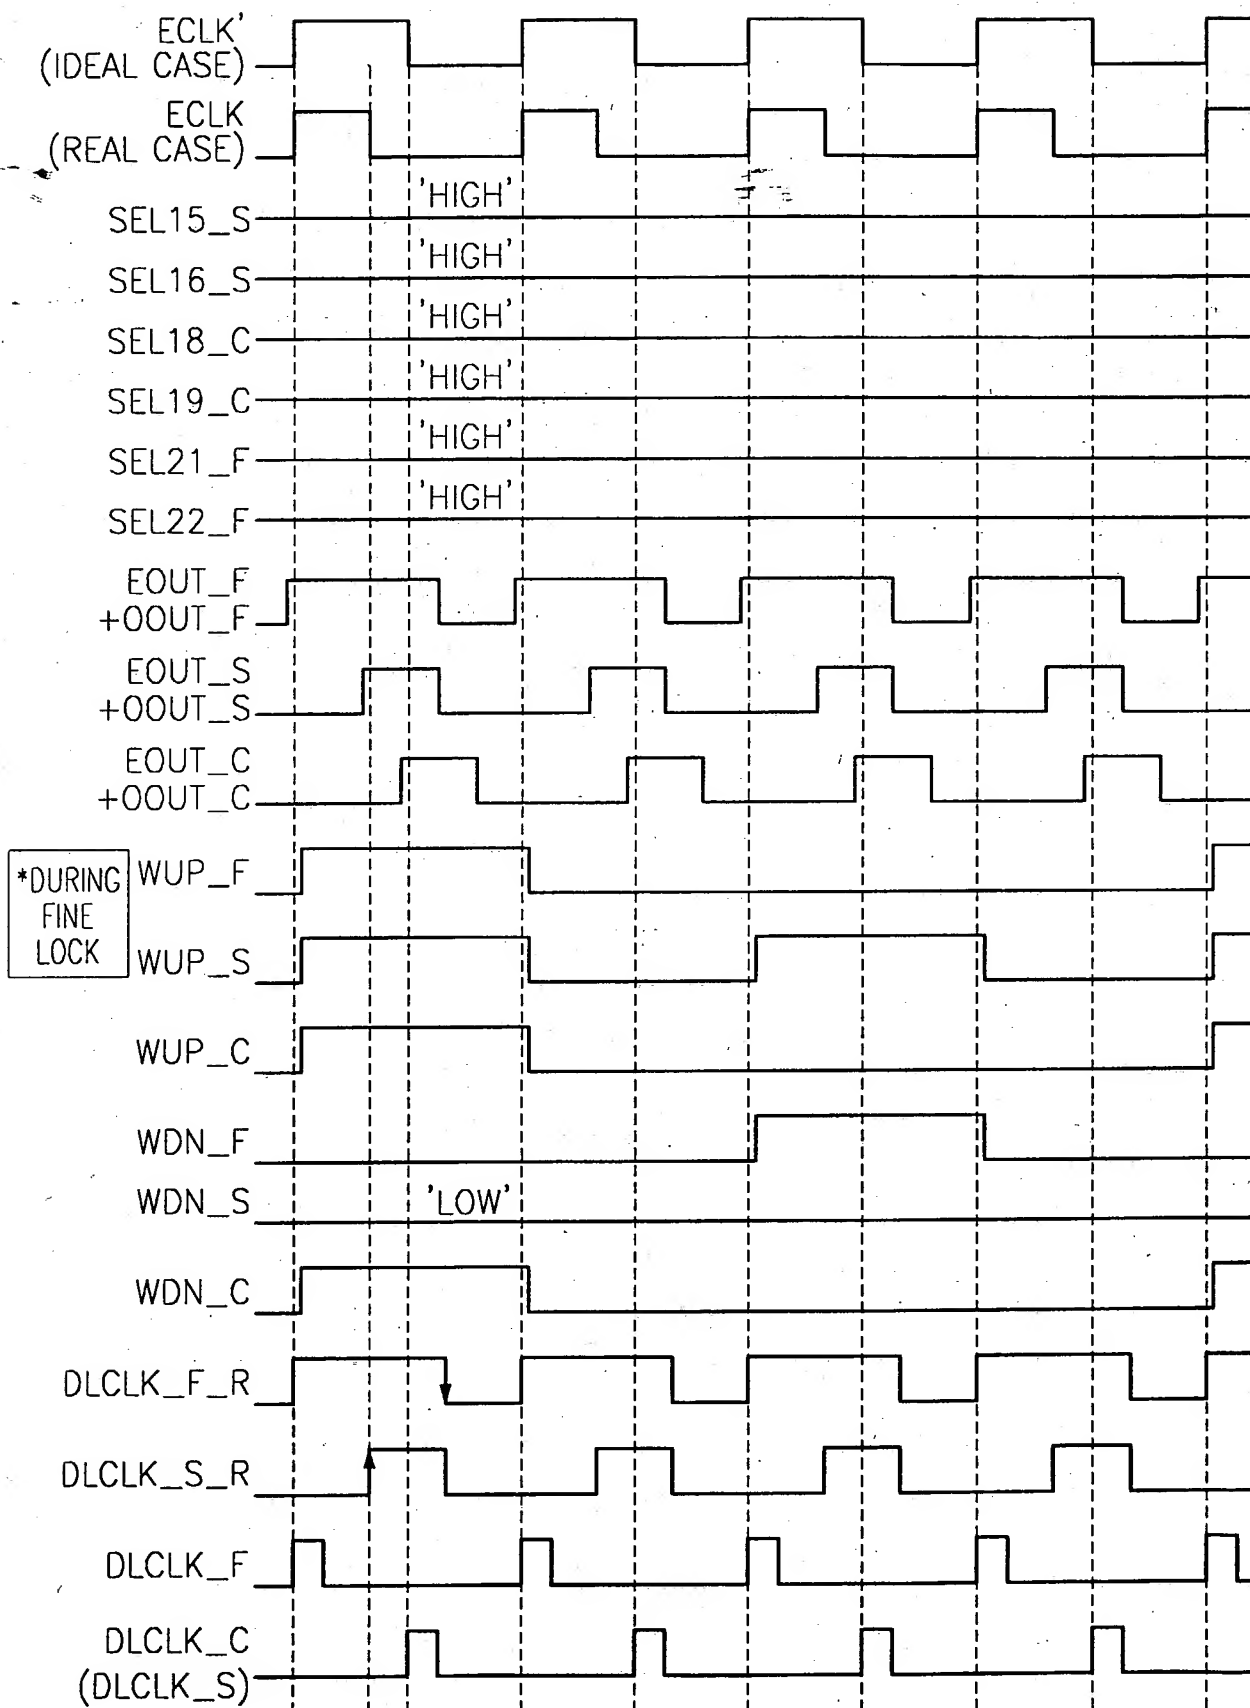 ECLK'
(IDEAL CASE)
ECLK
(REAL CASE)
'HIGH'
SEL15_S
'HIGH'
SEL16_S
'HIGH'
SEL18_C
'HIGH'
SEL19_C
'HIGH'
SEL21_F
'HIGH'
SEL22_F
EOUT_F
+OOUT_F
EOUT_S
+OOUT_S
EOUT_C
+OOUT_C
*DURING
FINE
LOCK
WUP_F
WUP_S
WUP_C
WDN_F
WDN_S
'LOW'
WDN_C
DLCLK_F_R
DLCLK_S_R
DLCLK_F
DLCLK_C
(DLCLK_S)